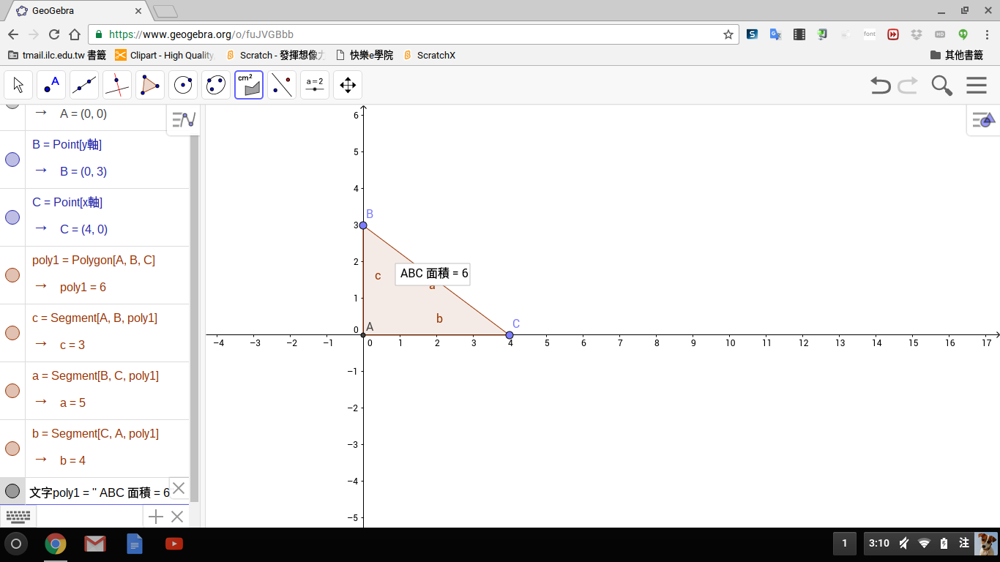 GeoGebra
https://www.geogebra.org/o/fuJVGBbb
tmail.ilc.edu.tw 書籤 Clipart - High Quality Scratch - 發揮想像力 快樂e學院 ScratchX 其他書籤
A cm² a=2
A = (0, 0)
B = Point[y軸]
→ B = (0, 3)
C = Point[x軸]
→ C = (4, 0)
poly1 = Polygon[A, B, C]
→ poly1 = 6
c = Segment[A, B, poly1]
→ c = 3
a = Segment[B, C, poly1]
→ a = 5
b = Segment[C, A, poly1]
→ b = 4
文字poly1 = " ABC 面積 = 6
6
5
4
B
3
2
ABC 面積 = 6
c
a
1
b
0
A
C
−4 −3 −2 −1 0 1 2 3 4 5 6 7 8 9 10 11 12 13 14 15 16 17
−1
−2
−3
−4
−5
1 3:10 注